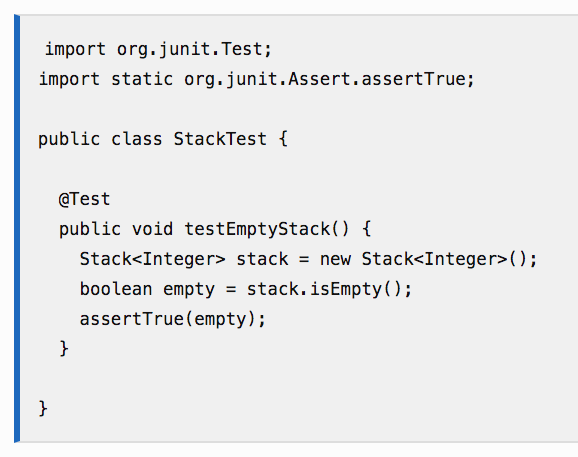 import org.junit.Test;
import static org.junit.Assert.assertTrue;
public class StackTest {
@Test
public void testEmptyStack() {
Stack<Integer> stack = new Stack<Integer>();
boolean empty = stack.isEmpty();
assertTrue(empty);
}
}